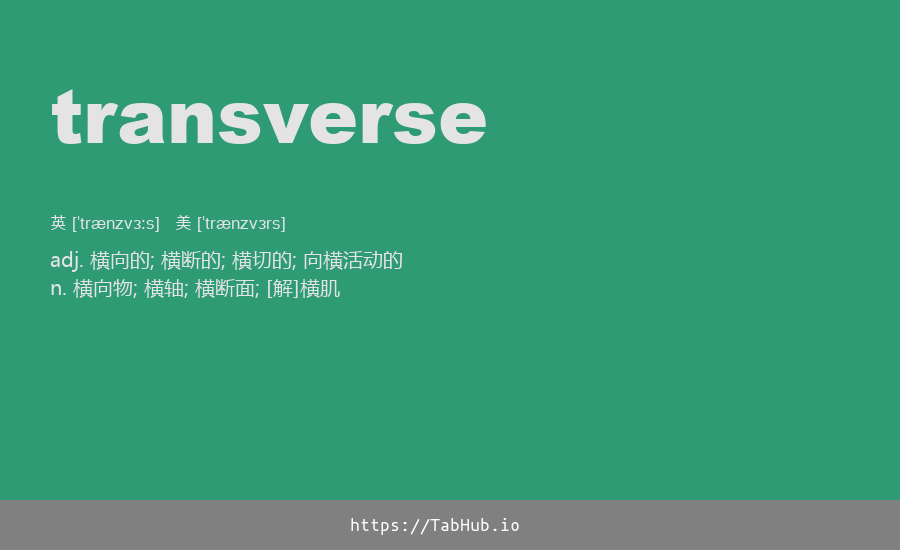 transverse
英 [ˈtrænzvɜːs] 美 [ˈtrænzvɜrs]
adj. 横向的; 横断的; 横切的; 向横活动的
n. 横向物; 横轴; 横断面; [解]横肌
https://TabHub.io